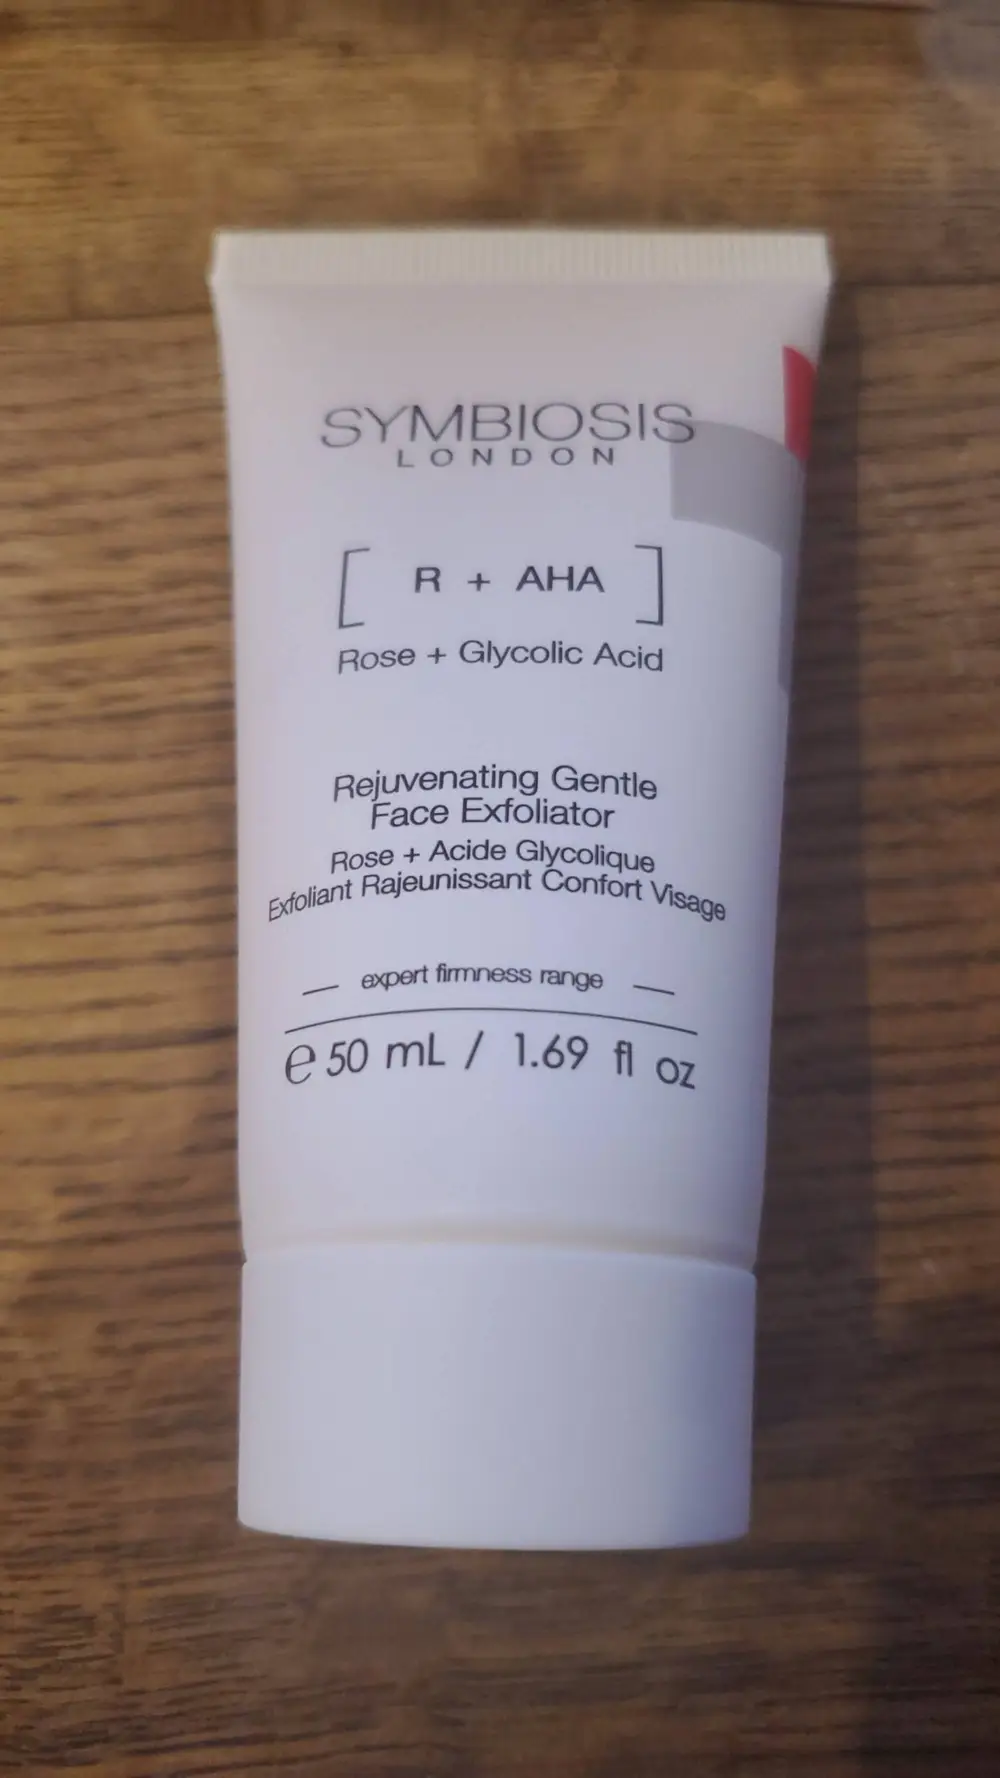 SYMBIOSIS
LONDON
[ R + AHA ]
Rose + Glycolic Acid
Rejuvenating Gentle
Face Exfoliator
Rose + Acide Glycolique
Exfoliant Rajeunissant Confort Visage
— expert firmness range —
℮ 50 mL / 1.69 fl oz